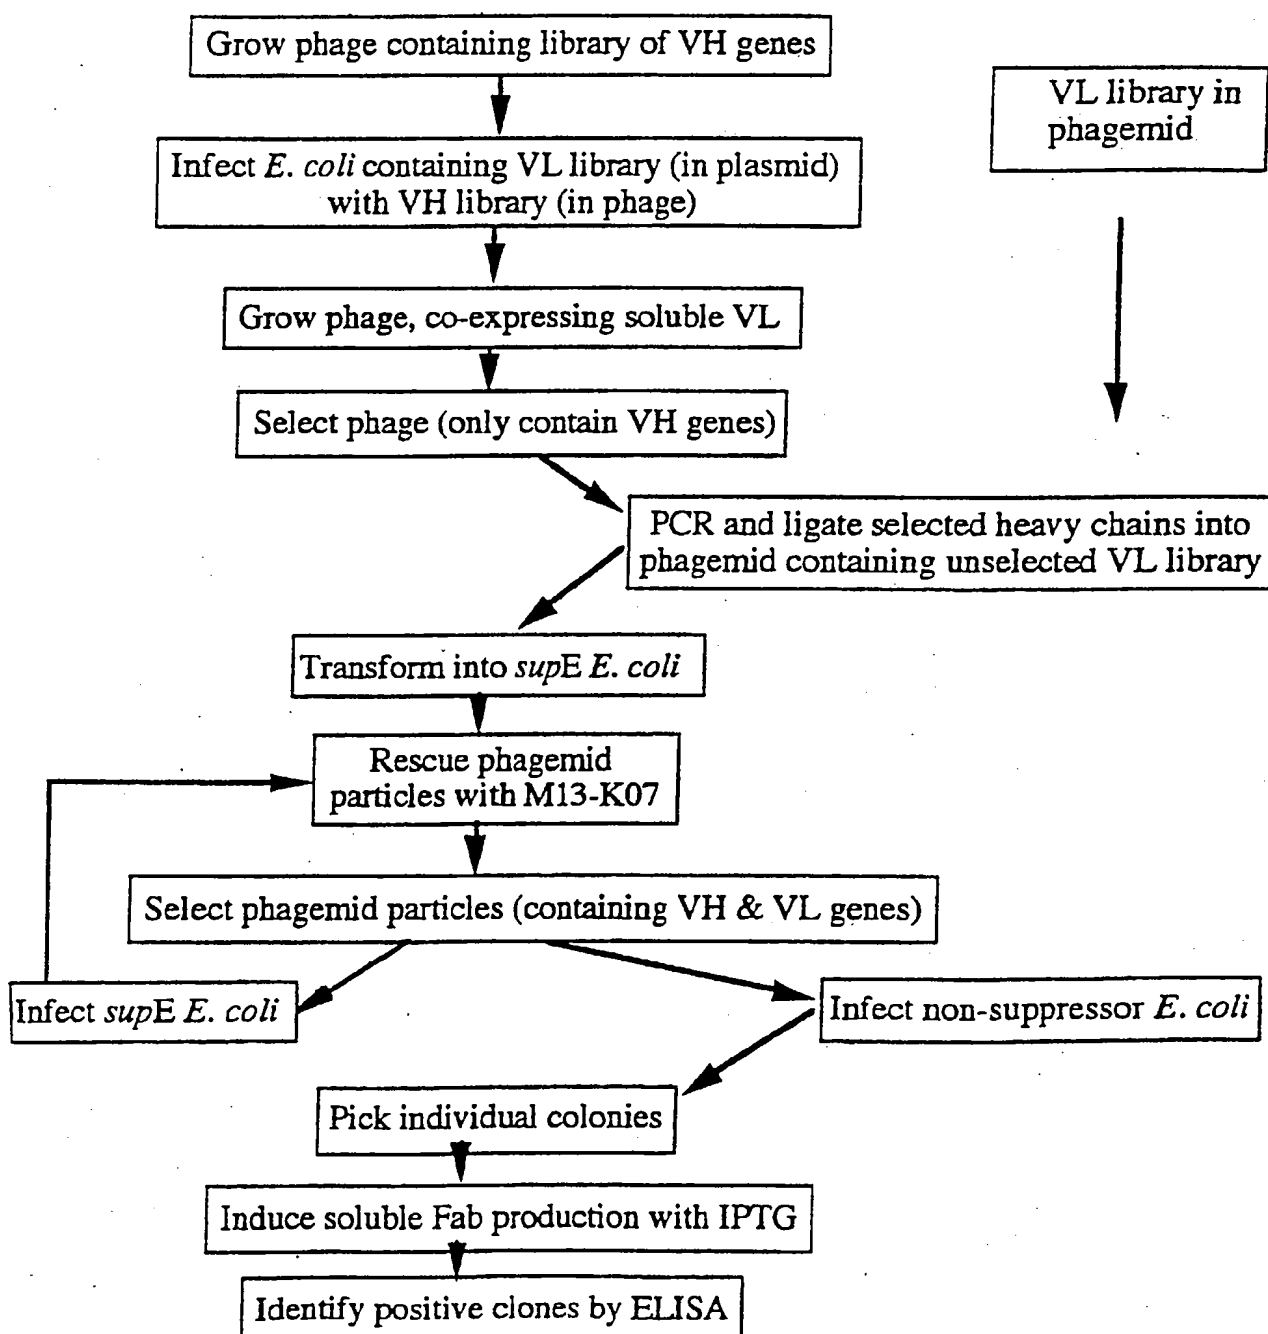 Grow phage containing library of VH genes
VL library in
phagemid
Infect E. coli containing VL library (in plasmid)
with VH library (in phage)
Grow phage, co-expressing soluble VL
Select phage (only contain VH genes)
PCR and ligate selected heavy chains into
phagemid containing unselected VL library
Transform into supE E. coli
Rescue phagemid
particles with M13-K07
Select phagemid particles (containing VH & VL genes)
Infect supE E. coli
Infect non-suppressor E. coli
Pick individual colonies
Induce soluble Fab production with IPTG
Identify positive clones by ELISA